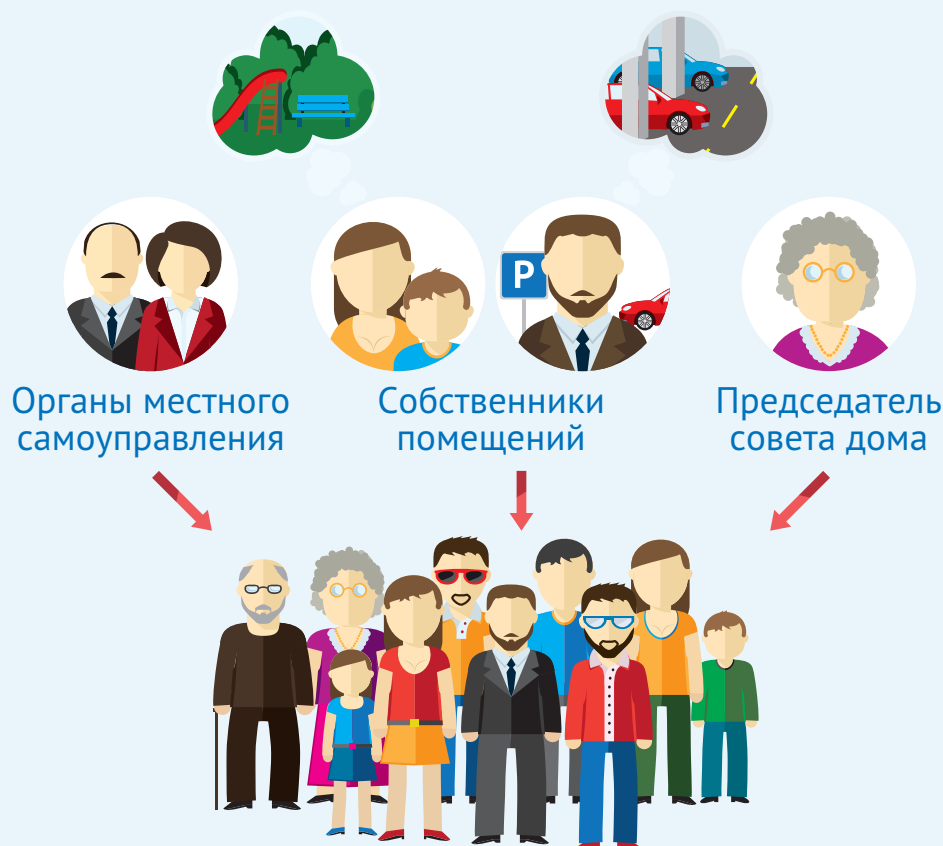 P
Органы местного
самоуправления
Собственники
помещений
Председатель
совета дома